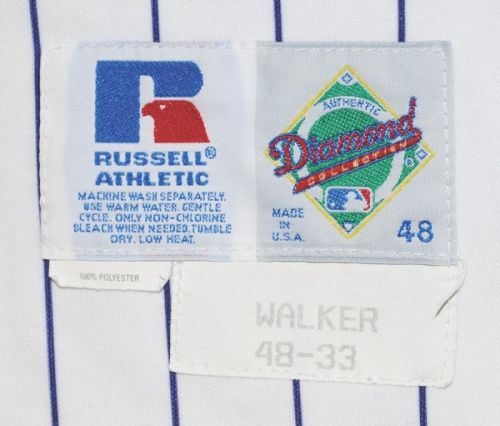 RUSSELL®
ATHLETIC
MACHINE WASH SEPARATELY.
USE WARM WATER. GENTLE
CYCLE. ONLY NON-CHLORINE
BLEACH WHEN NEEDED. TUMBLE
DRY. LOW HEAT.
AUTHENTIC
Diamond
COLLECTION
MADE
IN
U.S.A.
48
100% POLYESTER
WALKER
48-33